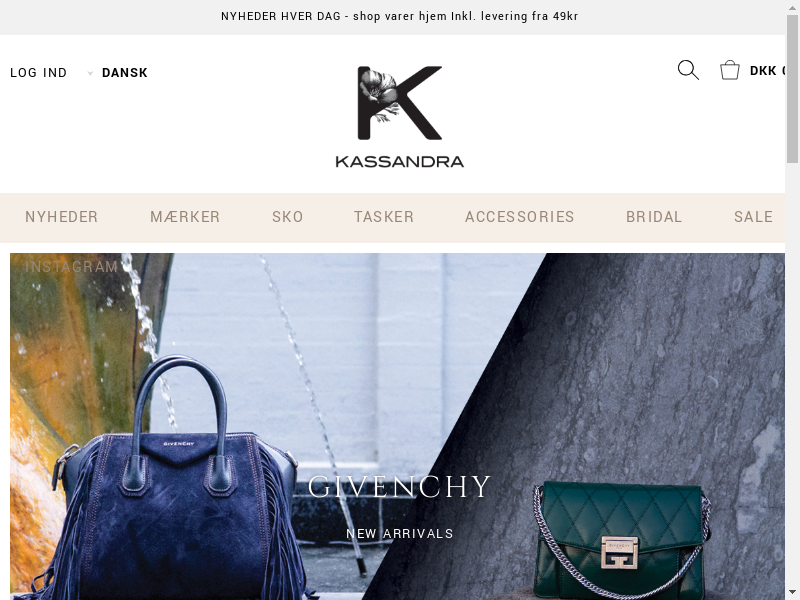 NYHEDER HVER DAG - shop varer hjem Inkl. levering fra 49kr
LOG IND
DANSK
DKK
K
KASSANDRA
NYHEDER MÆRKER SKO TASKER ACCESSORIES BRIDAL SALE
INSTAGRAM
GIVENCHY
GIVENCHY
NEW ARRIVALS